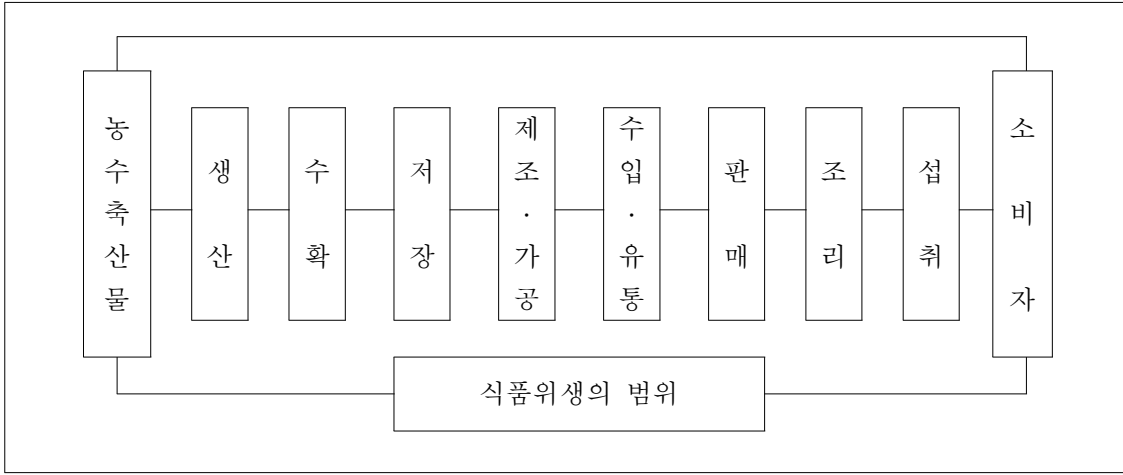 농수축산물
생산
수확
저장
제조·가공
수입·유통
판매
조리
섭취
소비자
식품위생의 범위